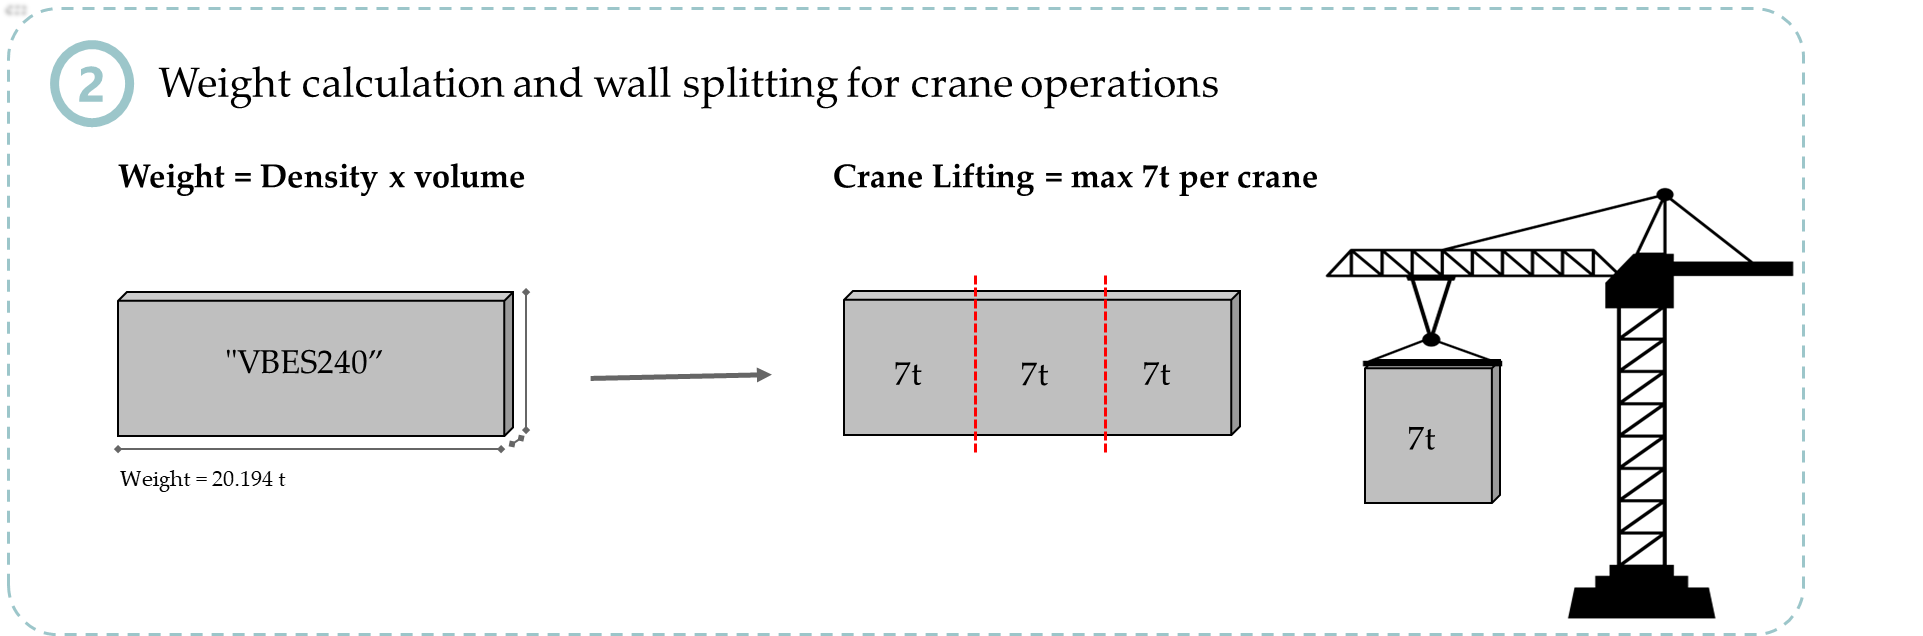 2
Weight calculation and wall splitting for crane operations
Weight = Density x volume
Crane Lifting = max 7t per crane
"VBES240”
7t
7t
7t
7t
Weight = 20.194 t